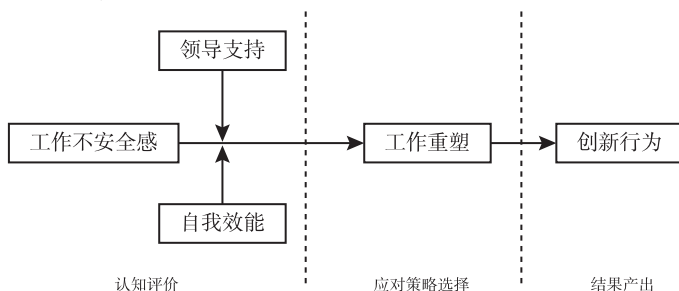 领导支持
工作不安全感
工作重塑
创新行为
自我效能
认知评价
应对策略选择
结果产出